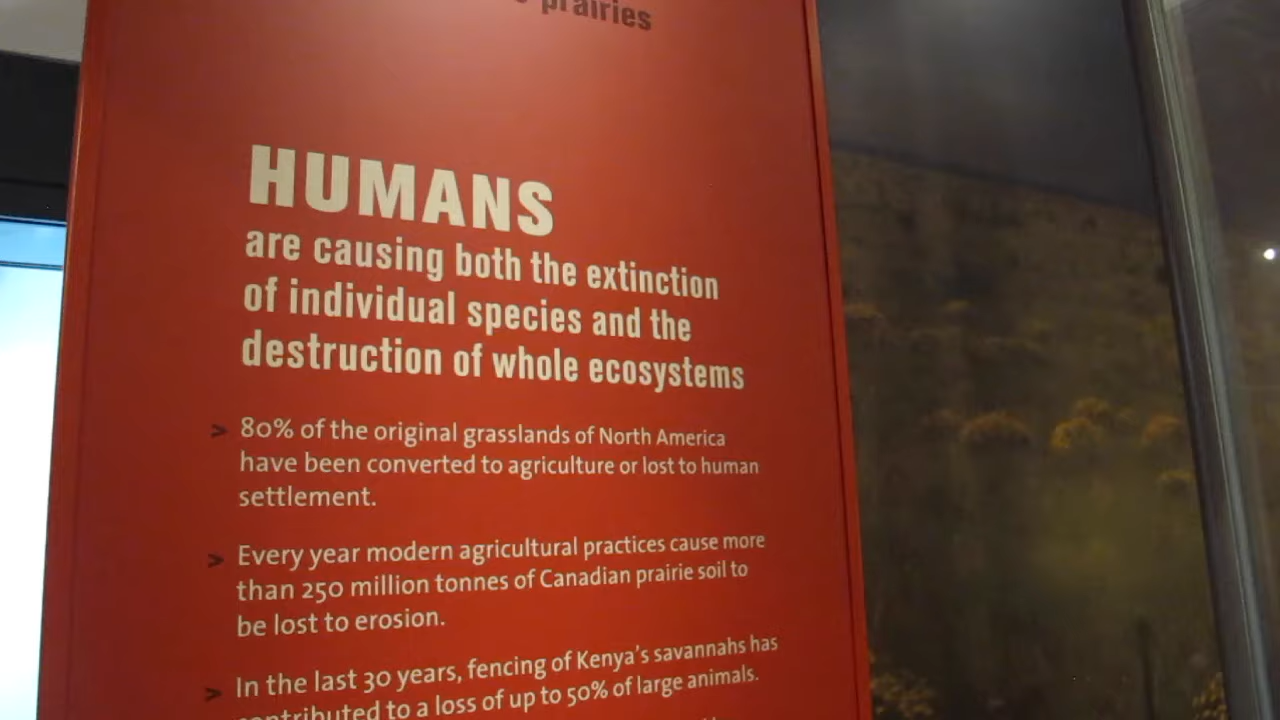 prairies
HUMANS
are causing both the extinction
of individual species and the
destruction of whole ecosystems
> 80% of the original grasslands of North America
have been converted to agriculture or lost to human
settlement.
> Every year modern agricultural practices cause more
than 250 million tonnes of Canadian prairie soil to
be lost to erosion.
> In the last 30 years, fencing of Kenya's savannahs has
contributed to a loss of up to 50% of large animals.